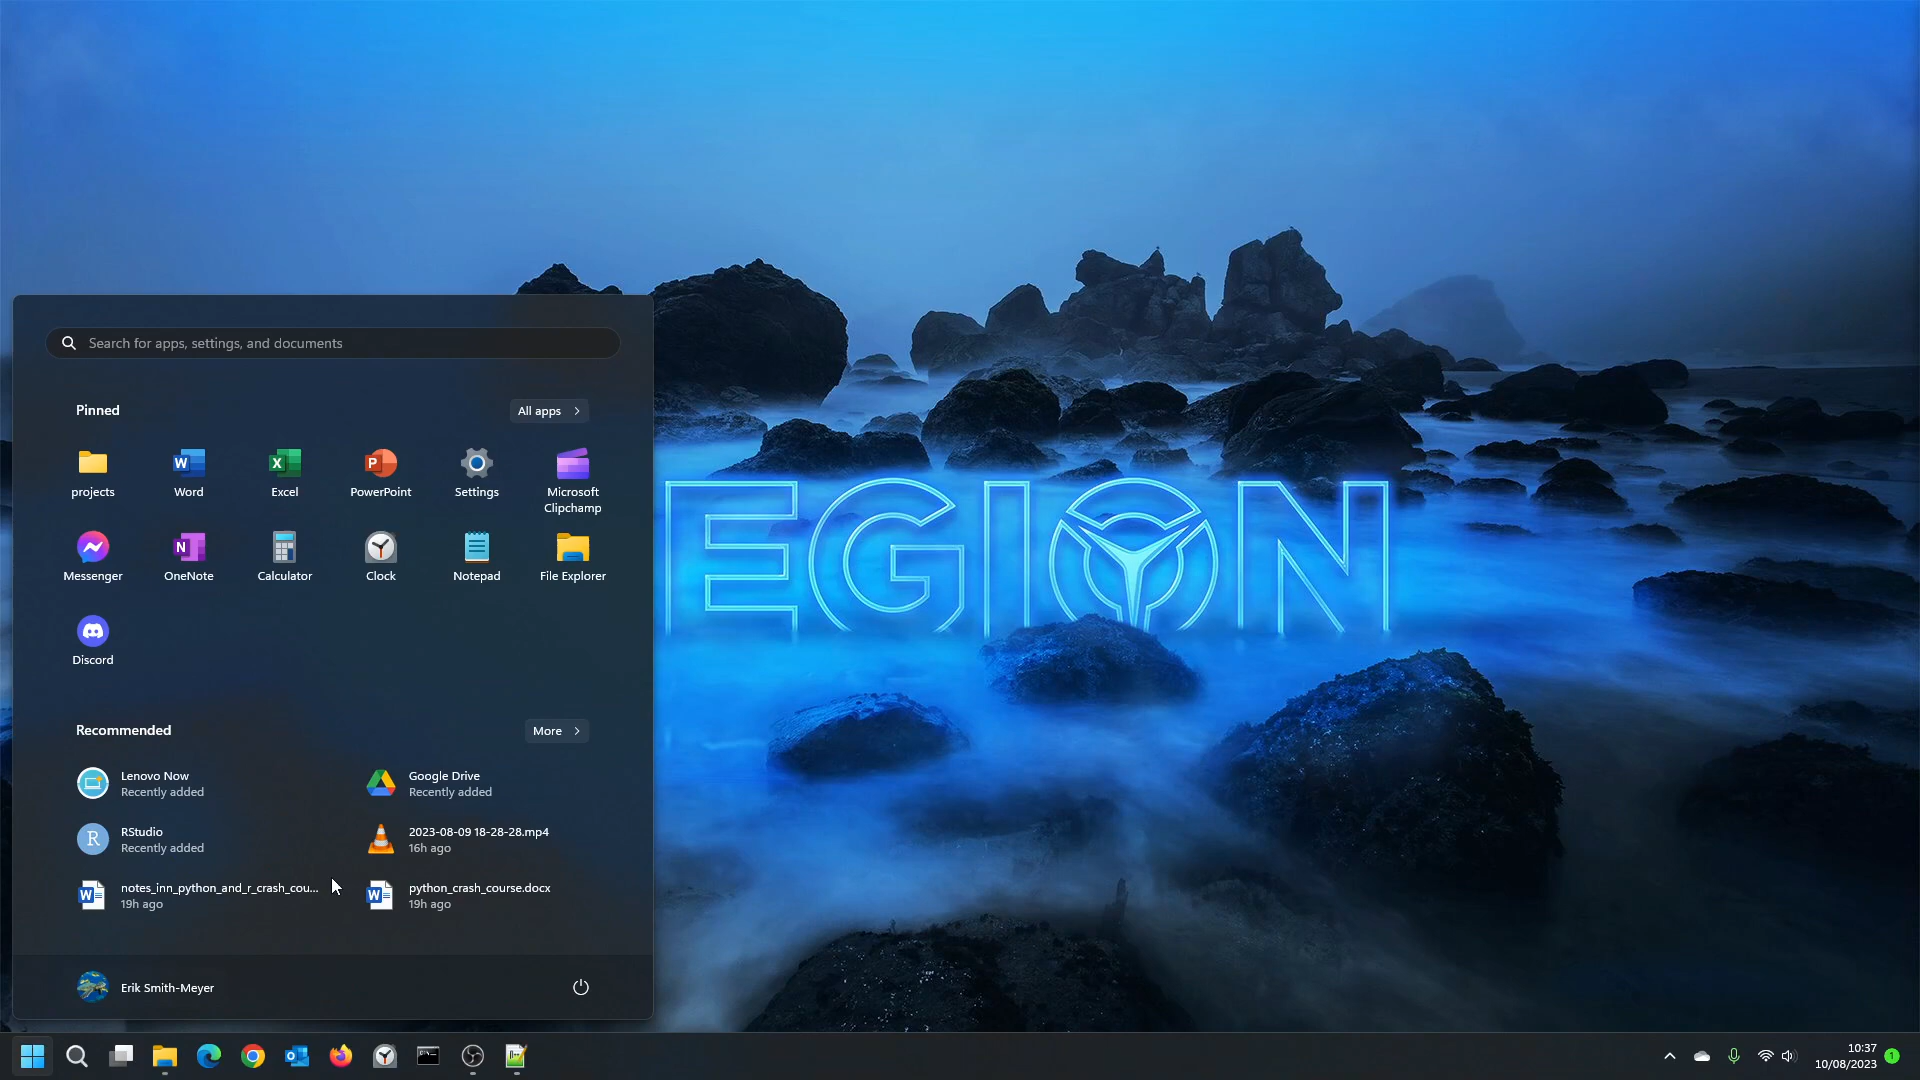 Search for apps, settings, and documents
Pinned
All apps
projects
Word
Excel
PowerPoint
Settings
Microsoft
Clipchamp
Messenger
OneNote
Calculator
Clock
Notepad
File Explorer
Discord
Recommended
More
Lenovo Now
Recently added
Google Drive
Recently added
RStudio
Recently added
2023-08-09 18-28-28.mp4
16h ago
notes_inn_python_and_r_crash_cou...
19h ago
python_crash_course.docx
19h ago
Erik Smith-Meyer
EGION
10:37
10/08/2023
1